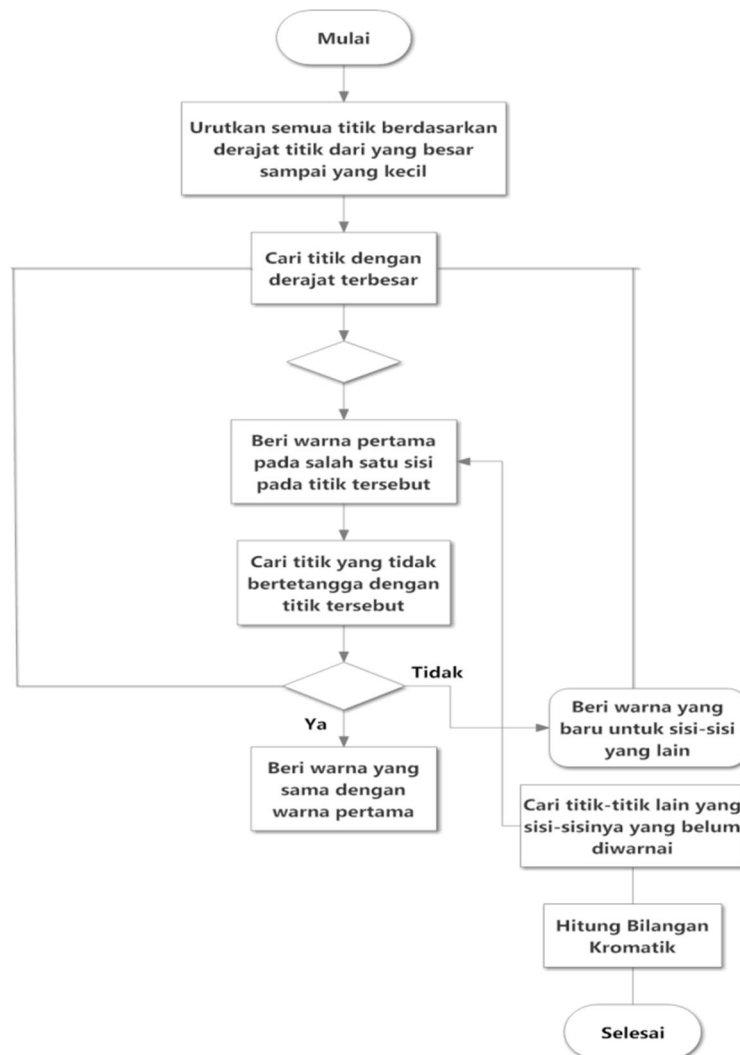 Mulai
Urutkan semua titik berdasarkan
derajat titik dari yang besar
sampai yang kecil
Cari titik dengan
derajat terbesar
Beri warna pertama
pada salah satu sisi
pada titik tersebut
Cari titik yang tidak
bertetangga dengan
titik tersebut
Tidak
Ya
Beri warna yang
baru untuk sisi-sisi
yang lain
Beri warna yang
sama dengan
warna pertama
Cari titik-titik lain yang
sisi-sisinya yang belum
diwarnai
Hitung Bilangan
Kromatik
Selesai